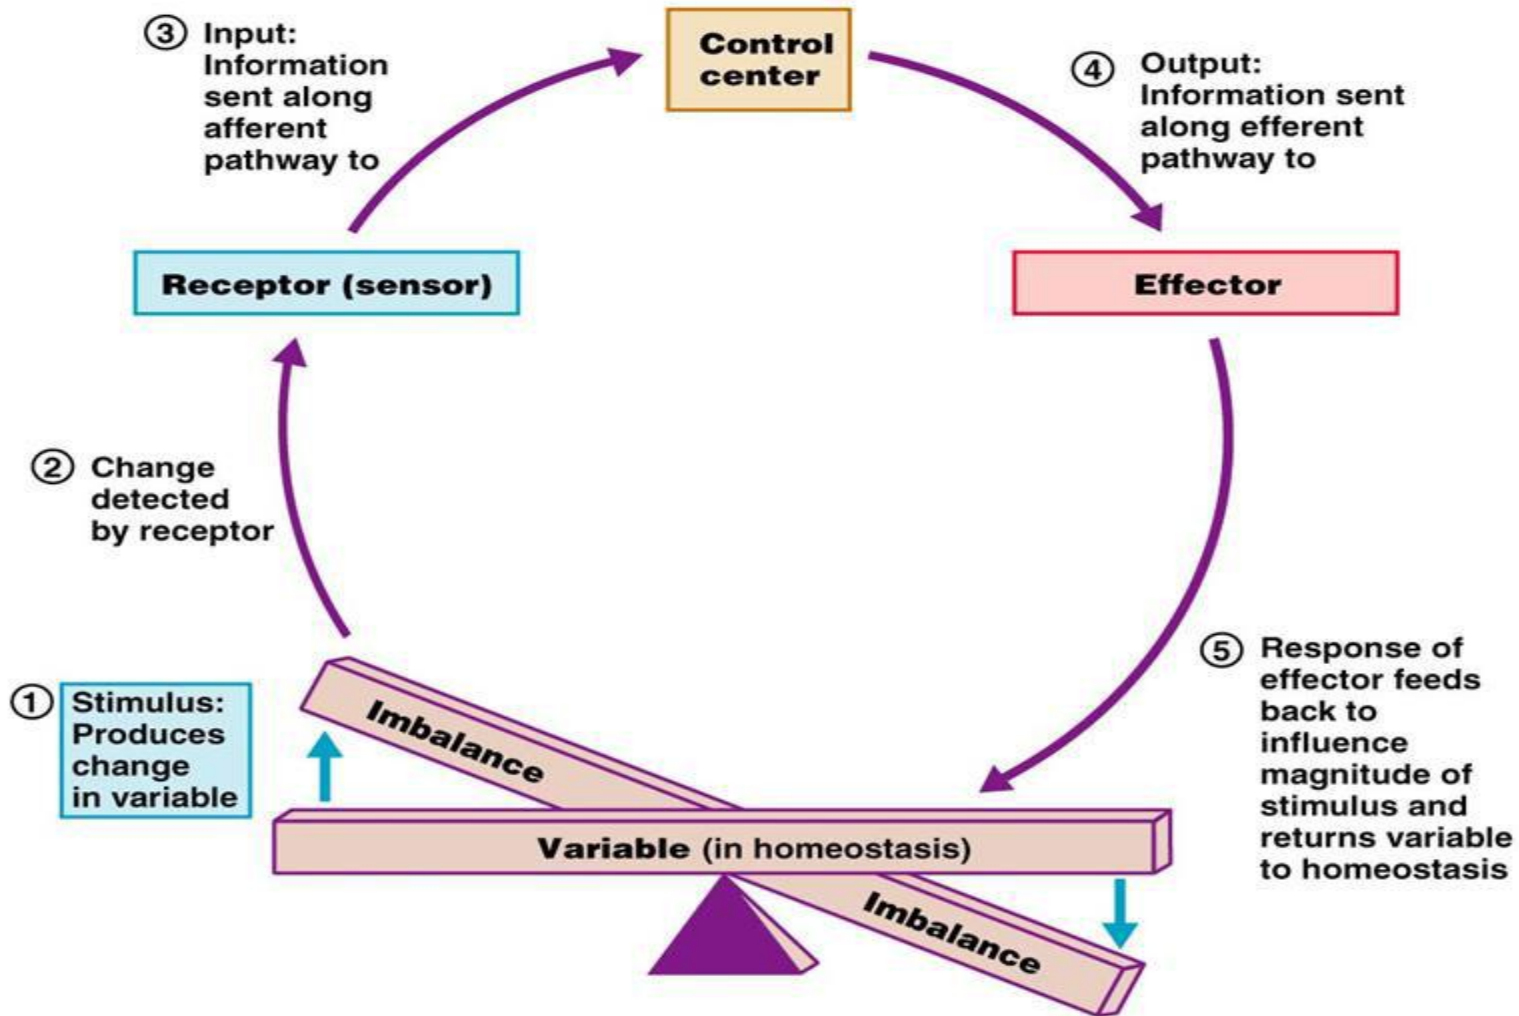 ① Stimulus:
Produces
change
in variable
② Change
detected
by receptor
Receptor (sensor)
③ Input:
Information
sent along
afferent
pathway to
Control
center
④ Output:
Information sent
along efferent
pathway to
Effector
⑤ Response of
effector feeds
back to
influence
magnitude of
stimulus and
returns variable
to homeostasis
Imbalance
Variable (in homeostasis)
Imbalance